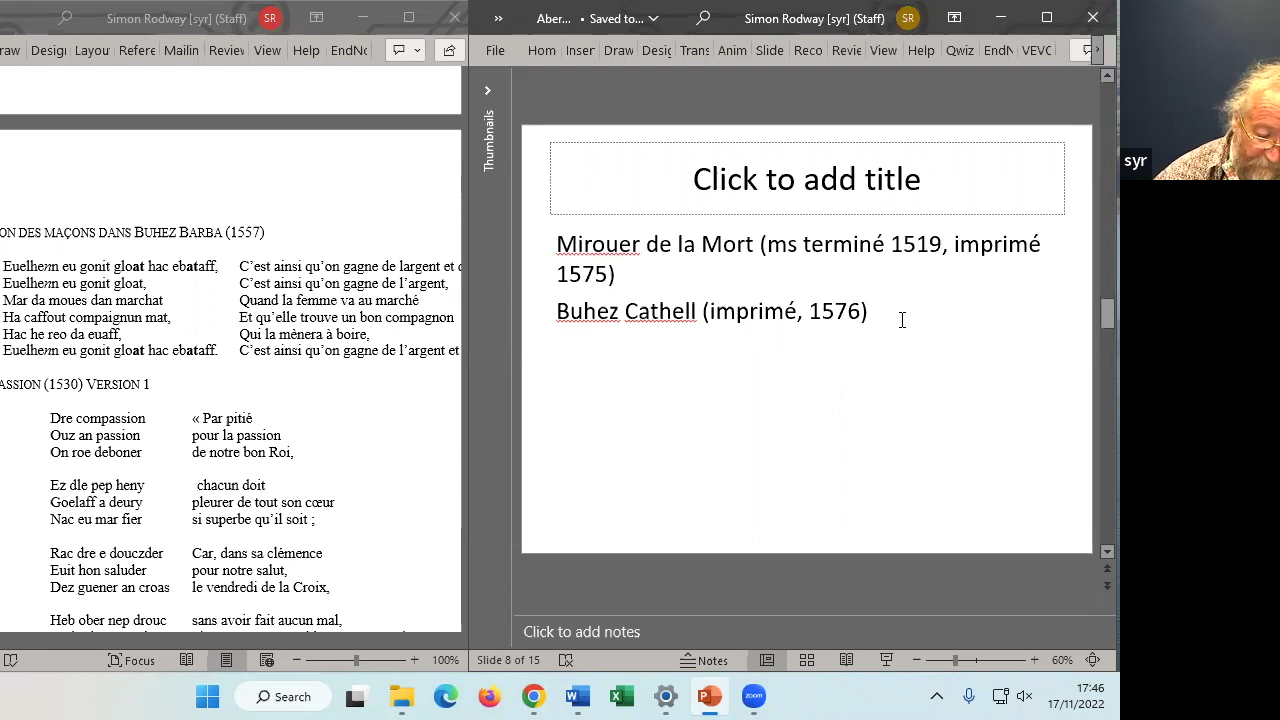 Simon Rodway [syr] (Staff) SR
raw Design Layou Refere Mailin Review View Help EndNo
ON DES MAÇONS DANS BUHEZ BARBA (1557)
Euelhenn eu gonit gloat hac ebataff, C’est ainsi qu’on gagne de largent et
Euelhenn eu gonit gloat, C’est ainsi qu’on gagne de l’argent,
Mar da moues dan marchat Quand la femme va au marché
Ha caffout compaignun mat, Et qu’elle trouve un bon compagnon
Hac he reo da euaff, Qui la mènera à boire,
Euelhenn eu gonit gloat hac ebataff. C’est ainsi qu’on gagne de l’argent et
ASSION (1530) VERSION 1
Dre compassion « Par pitié
Ouz an passion pour la passion
On roe deboner de notre bon Roi,
Ez dle pep heny chacun doit
Goelaff a deury pleurer de tout son cœur
Nac eu mar fier si superbe qu’il soit ;
Rac dre e douczder Car, dans sa clémence
Euit hon saluder pour notre salut,
Dez guener an croas le vendredi de la Croix,
Heb ober nep drouc sans avoir fait aucun mal,
Focus 100%
» Aber... • Saved to... Simon Rodway [syr] (Staff) SR
File Hom Inser Draw Desig Trans Anim Slide Reco Revie View Help Qwiz EndN VEVC
Thumbnails
Click to add title
Mirouer de la Mort (ms terminé 1519, imprimé
1575)
Buhez Cathell (imprimé, 1576)
Click to add notes
Slide 8 of 15 Notes 60%
Search
zoom
17:46
17/11/2022
syr